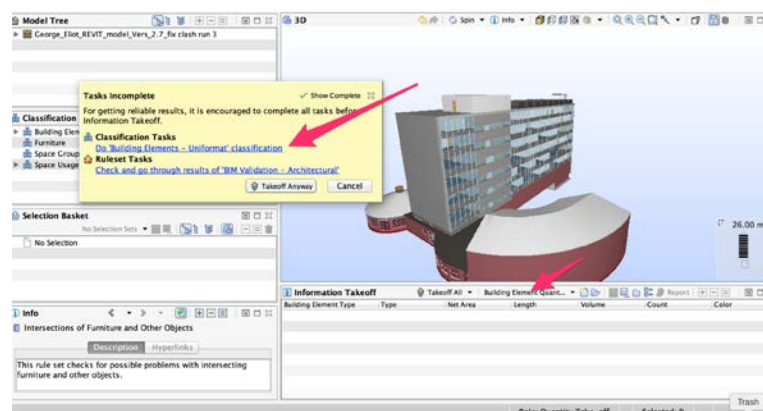 Model Tree
George_Eliot_REVIT_model_Vers_2.7_fix clash run 3
Classification
Building Elen
Furniture
Space Group
Space Usage
Tasks Incomplete
Show Complete
For getting reliable results, it is encouraged to complete all tasks before
Information Takeoff.
Classification Tasks
Do 'Building Elements - Uniformat' classification
Ruleset Tasks
Check and go through results of 'BIM Validation - Architectural'
Takeoff Anyway Cancel
Selection Basket
No Selection Sets
No Selection
Info
Intersections of Furniture and Other Objects
Description Hyperlinks
This rule set checks for possible problems with intersecting
furniture and other objects.
3D
Spin Info
26.00 m
Information Takeoff Takeoff All Building Element Quant... Report
Building Element Type Type Net Area Length Volume Count Color
Role: Quantity Take-off Selected: 0
Trash